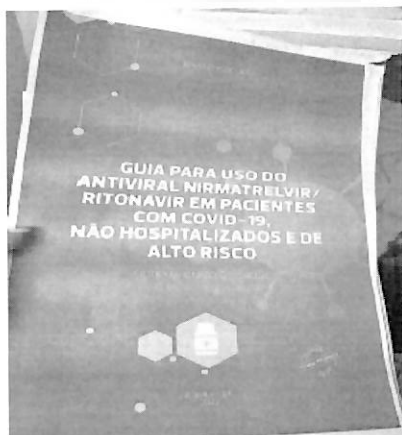 GUIA PARA USO DO
ANTIVIRAL NIRMATRELVIR/
RITONAVIR EM PACIENTES
COM COVID-19,
NÃO HOSPITALIZADOS E DE
ALTO RISCO